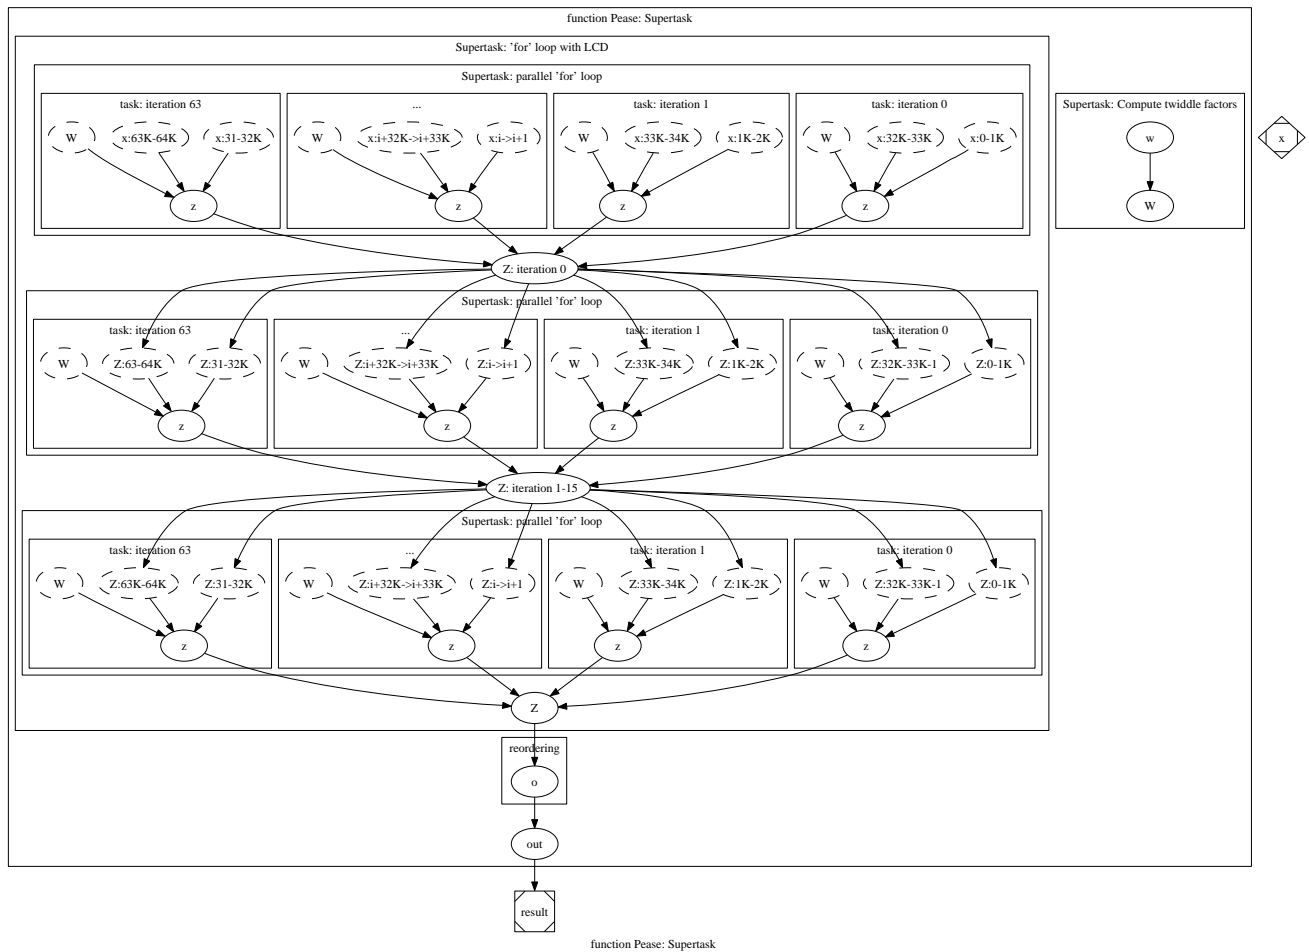 function Pease: Supertask
Supertask: 'for' loop with LCD
Supertask: parallel 'for' loop
task: iteration 63
...
task: iteration 1
task: iteration 0
Supertask: Compute twiddle factors
W
x:63K-64K
x:31-32K
W
x:i+32K->i+33K
x:i->i+1
W
x:33K-34K
x:1K-2K
W
x:32K-33K
x:0-1K
w
x
z
z
z
z
W
Z: iteration 0
Supertask: parallel 'for' loop
task: iteration 63
...
task: iteration 1
task: iteration 0
W
Z:63-64K
Z:31-32K
W
Z:i+32K->i+33K
Z:i->i+1
W
Z:33K-34K
Z:1K-2K
W
Z:32K-33K-1
Z:0-1K
z
z
z
z
Z: iteration 1-15
Supertask: parallel 'for' loop
task: iteration 63
...
task: iteration 1
task: iteration 0
W
Z:63K-64K
Z:31-32K
W
Z:i+32K->i+33K
Z:i->i+1
W
Z:33K-34K
Z:1K-2K
W
Z:32K-33K-1
Z:0-1K
z
z
z
z
Z
reordering
o
out
result
function Pease: Supertask